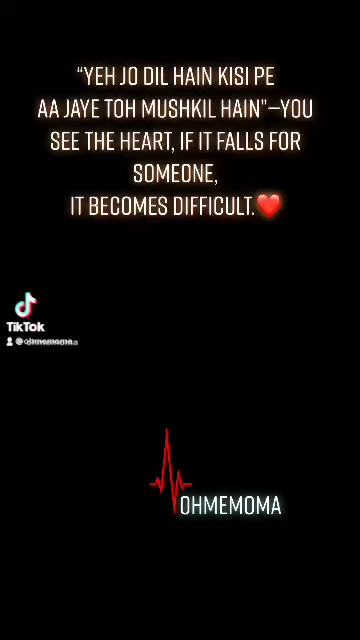 “YEH JO DIL HAIN KISI PE
AA JAYE TOH MUSHKIL HAIN”—YOU
SEE THE HEART, IF IT FALLS FOR
SOMEONE,
IT BECOMES DIFFICULT.❤️
TikTok
@ohmemoma
OHMEMOMA